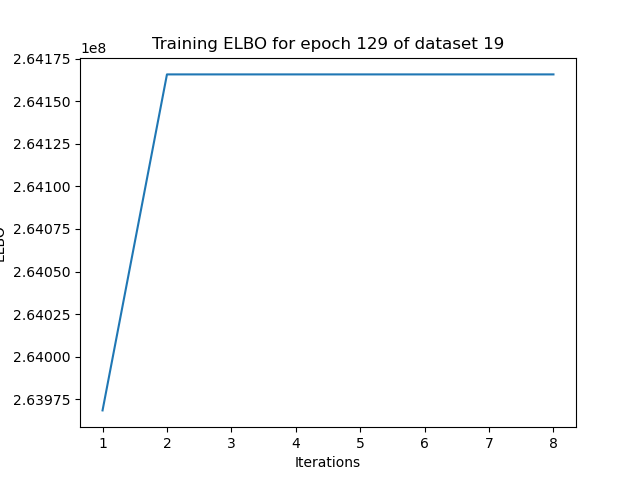 Training ELBO for epoch 129 of dataset 19
1e8
2.64175
2.64150
2.64125
2.64100
2.64075
2.64050
2.64025
2.64000
2.63975
ELBO
1 2 3 4 5 6 7 8
Iterations